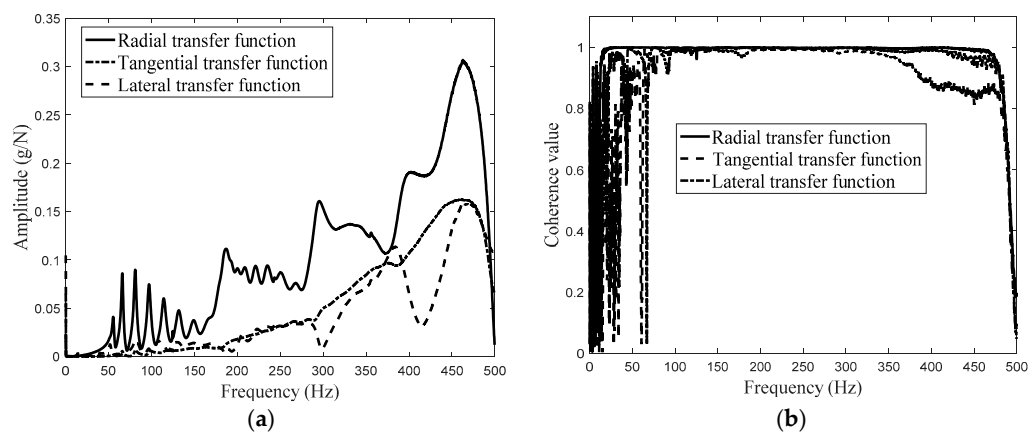 0.35
0.3
0.25
0.2
0.15
0.1
0.05
0
Amplitude (g/N)
Radial transfer function
Tangential transfer function
Lateral transfer function
0 50 100 150 200 250 300 350 400 450 500
Frequency (Hz)
(a)
1
0.8
0.6
0.4
0.2
0
Coherence value
Radial transfer function
Tangential transfer function
Lateral transfer function
0 50 100 150 200 250 300 350 400 450 500
Frequency (Hz)
(b)